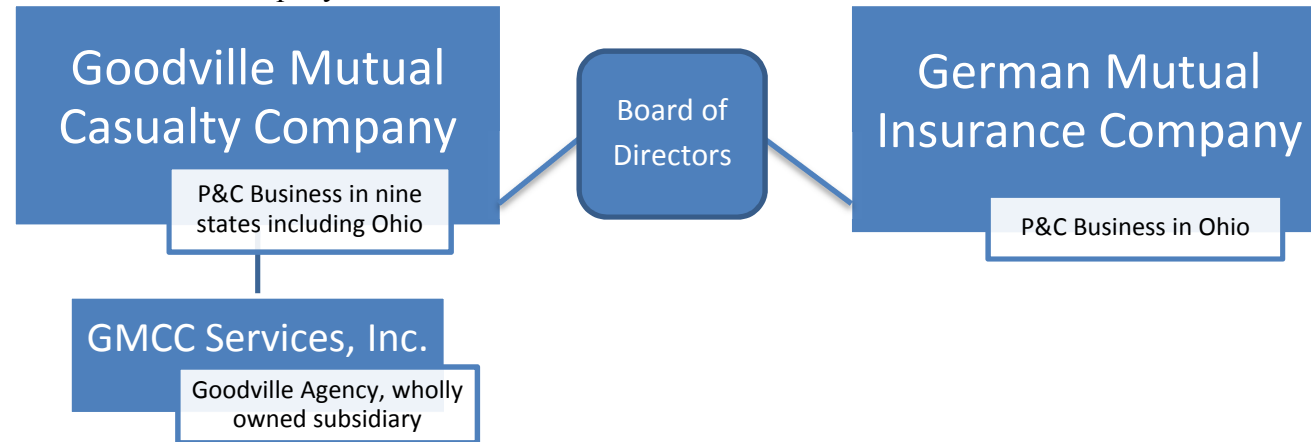 Goodville Mutual
Casualty Company
P&C Business in nine
states including Ohio
Board of
Directors
German Mutual
Insurance Company
P&C Business in Ohio
GMCC Services, Inc.
Goodville Agency, wholly
owned subsidiary